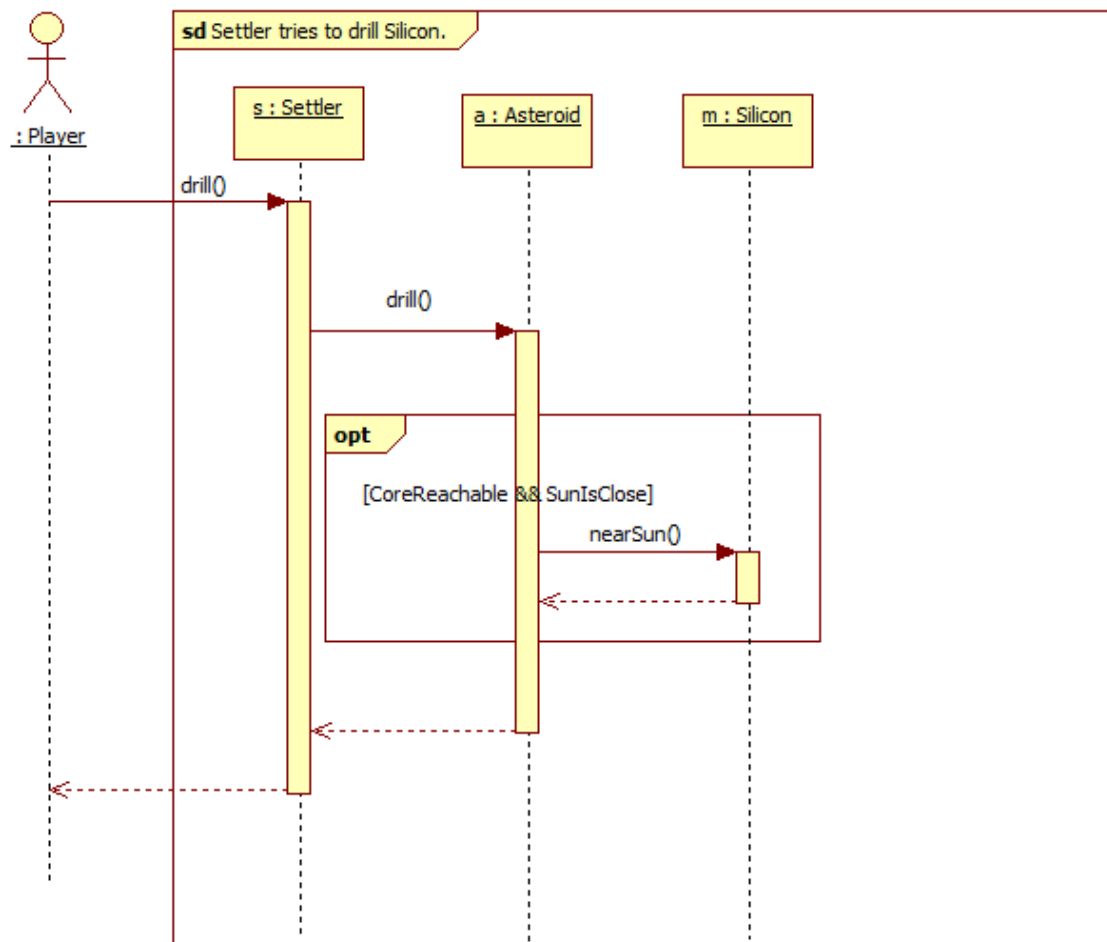 sd Settler tries to drill Silicon.
: Player
s : Settler
a : Asteroid
m : Silicon
drill()
drill()
opt
[CoreReachable && SunIsClose]
nearSun()